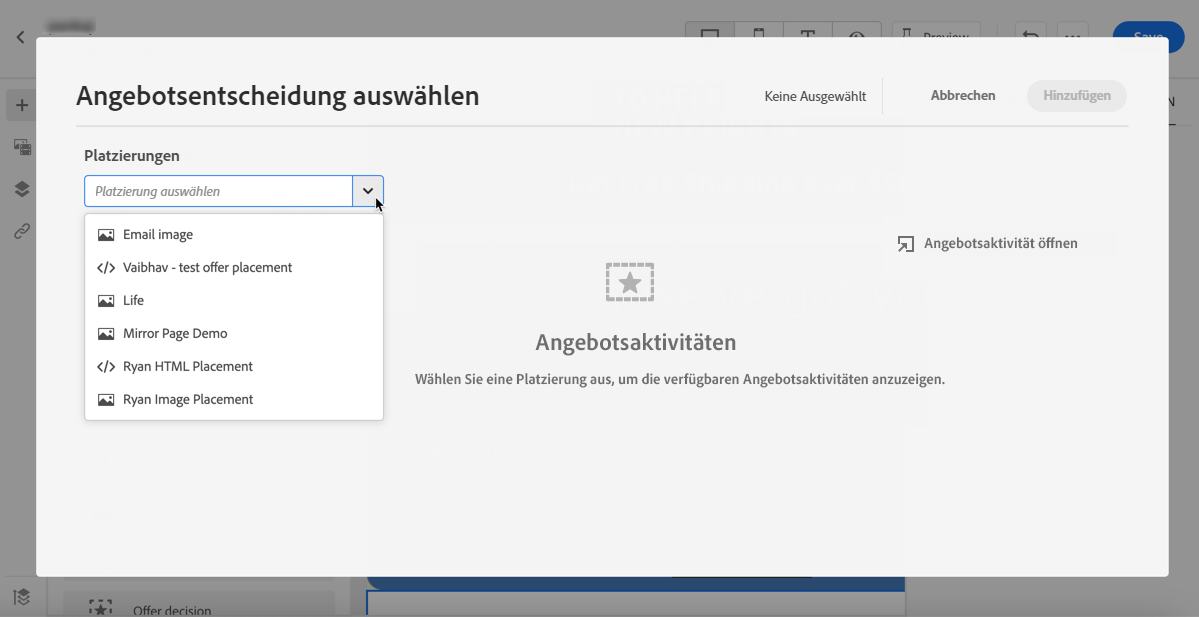 Preview
Save
Angebotsentscheidung auswählen
Keine Ausgewählt
Abbrechen
Hinzufügen
Platzierungen
Platzierung auswählen
Email image
Vaibhav - test offer placement
Life
Mirror Page Demo
Ryan HTML Placement
Ryan Image Placement
Angebotsaktivität öffnen
Angebotsaktivitäten
Wählen Sie eine Platzierung aus, um die verfügbaren Angebotsaktivitäten anzuzeigen.
Offer decision